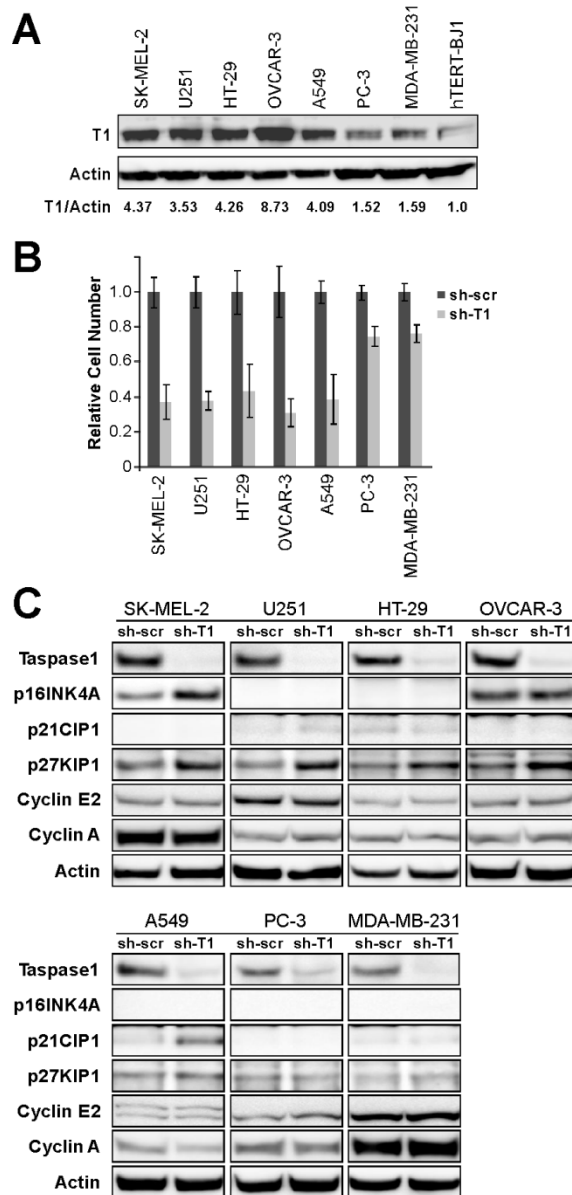 A
SK-MEL-2 U251 HT-29 OVCAR-3 A549 PC-3 MDA-MB-231 hTERT-BJ1
T1
Actin
T1/Actin 4.37 3.53 4.26 8.73 4.09 1.52 1.59 1.0
B
Relative Cell Number
1.0
0.8
0.6
0.4
0.2
0
sh-scr
sh-T1
SK-MEL-2 U251 HT-29 OVCAR-3 A549 PC-3 MDA-MB-231
C
SK-MEL-2 U251 HT-29 OVCAR-3
sh-scr sh-T1 sh-scr sh-T1 sh-scr sh-T1 sh-scr sh-T1
Taspase1
p16INK4A
p21CIP1
p27KIP1
Cyclin E2
Cyclin A
Actin
A549 PC-3 MDA-MB-231
sh-scr sh-T1 sh-scr sh-T1 sh-scr sh-T1
Taspase1
p16INK4A
p21CIP1
p27KIP1
Cyclin E2
Cyclin A
Actin